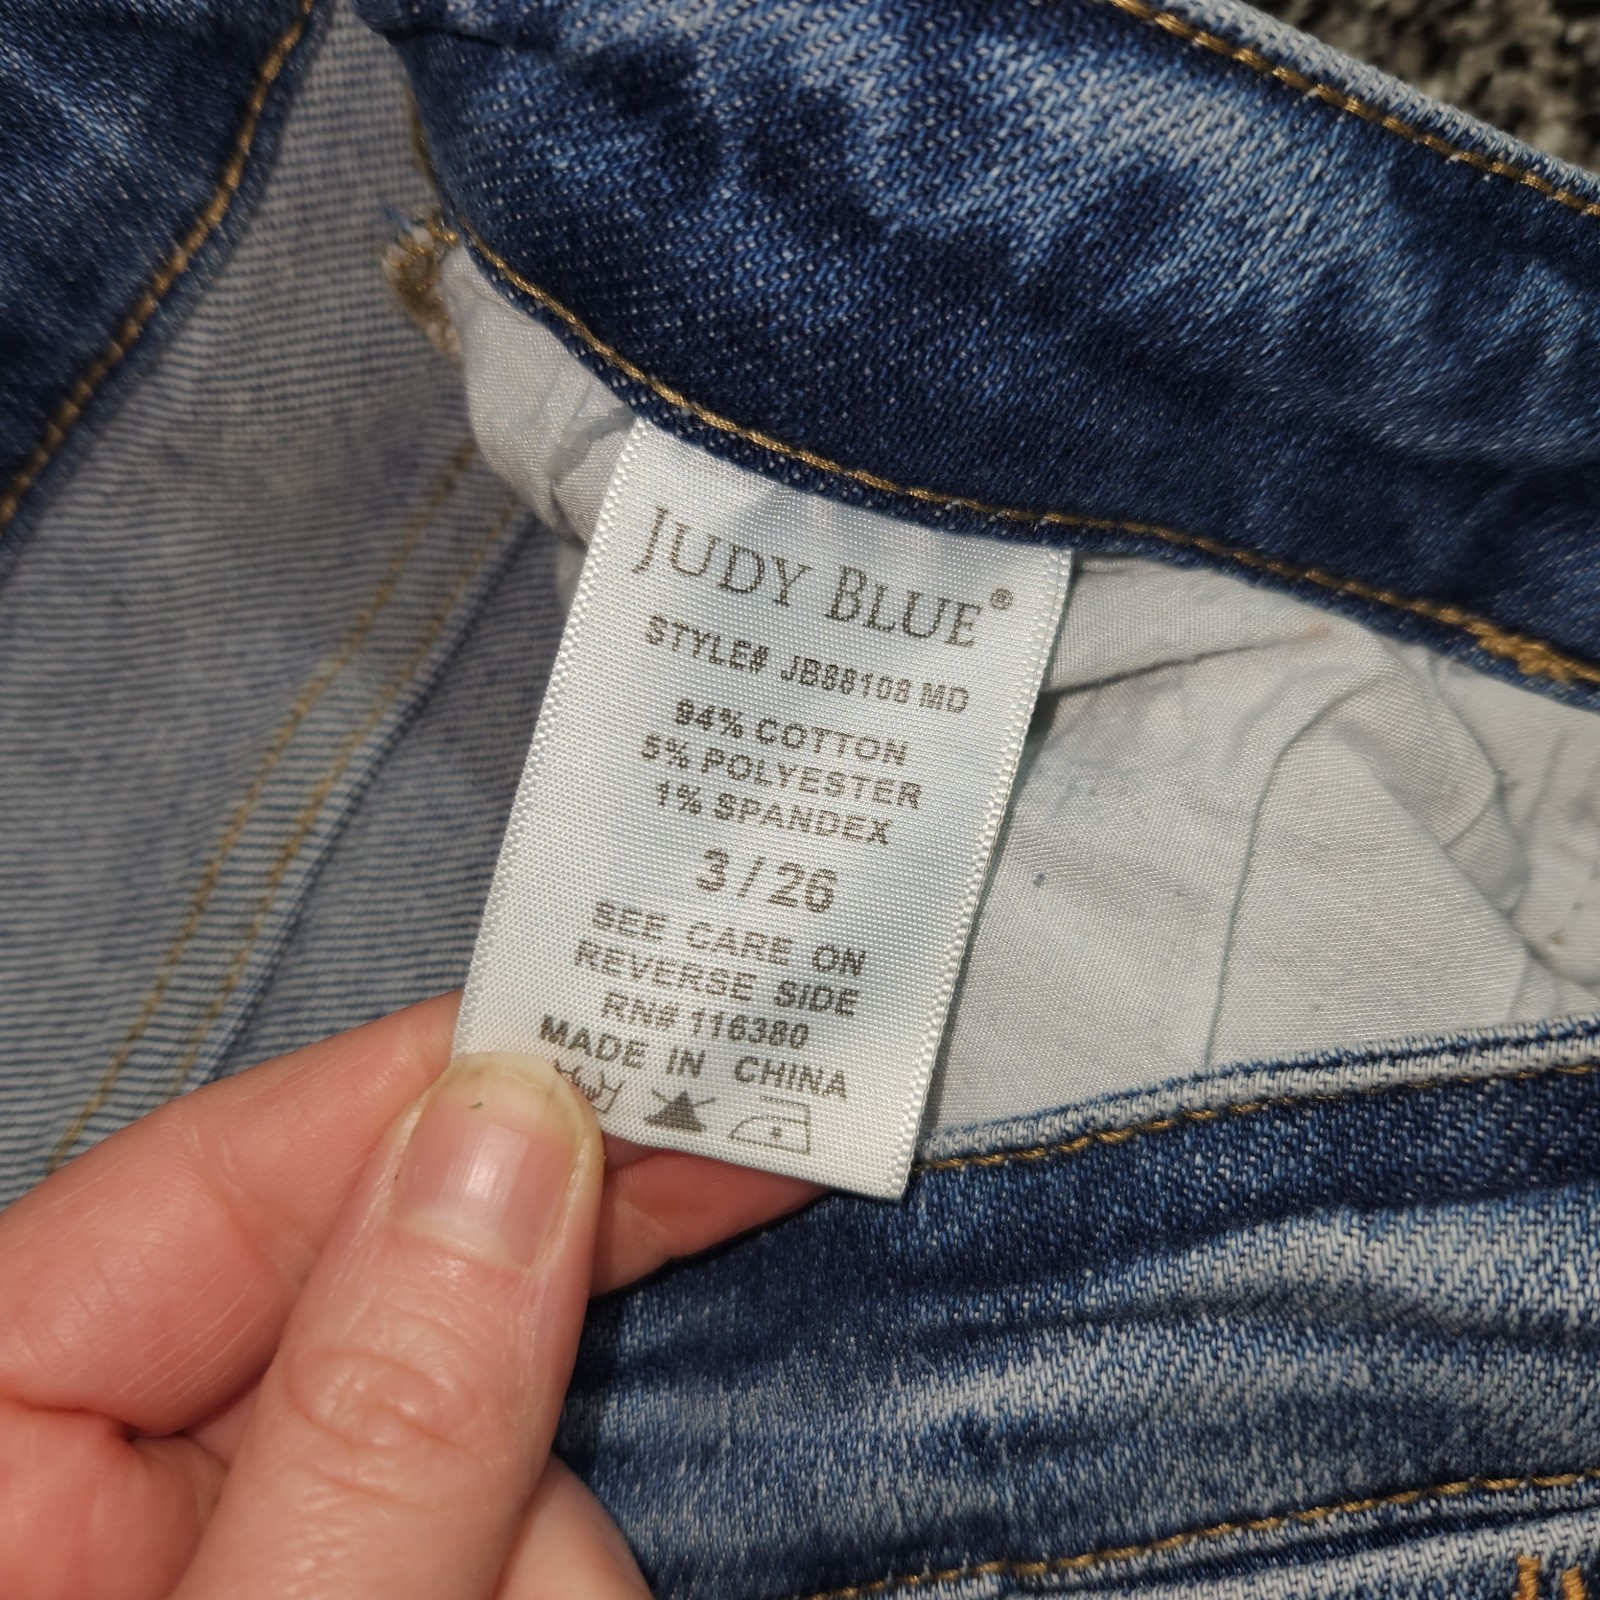 JUDY BLUE®
STYLE# JB88108 MD
94% COTTON
5% POLYESTER
1% SPANDEX
3 / 26
SEE CARE ON
REVERSE SIDE
RN# 116380
MADE IN CHINA